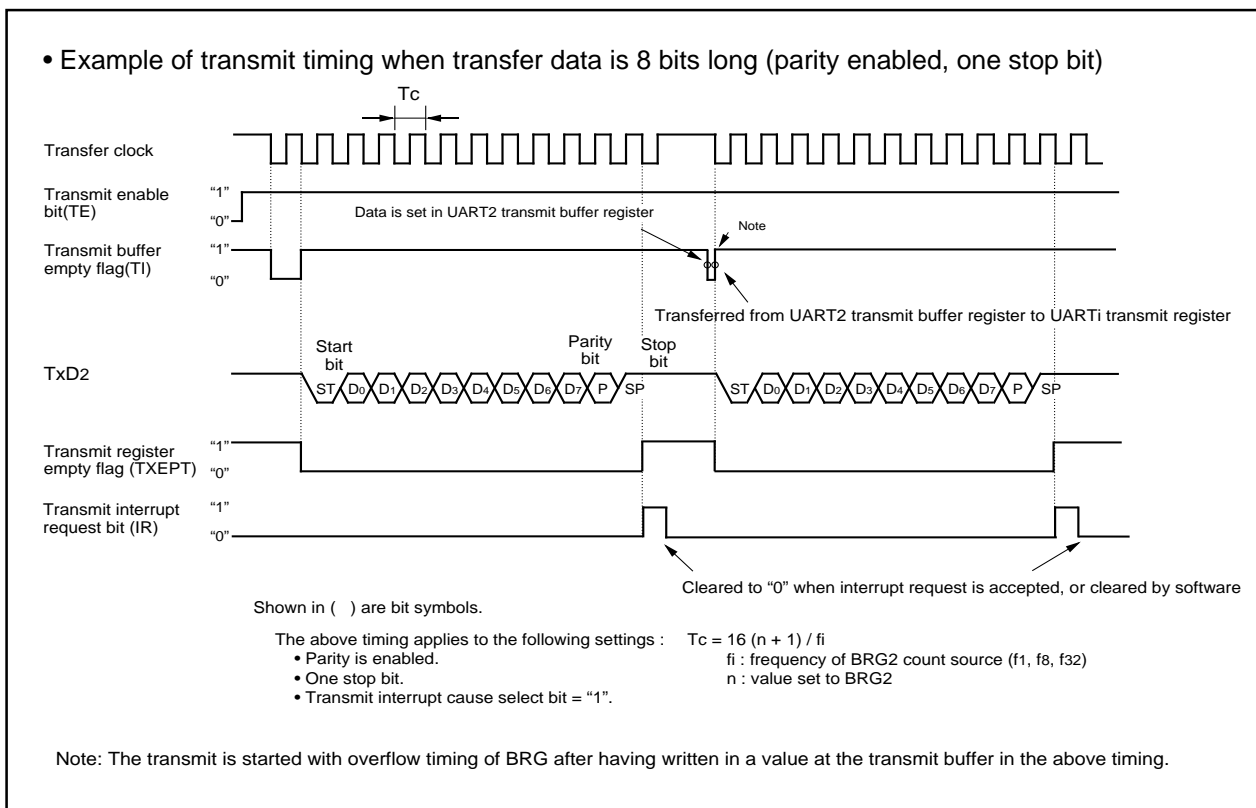 • Example of transmit timing when transfer data is 8 bits long (parity enabled, one stop bit)
Tc
Transfer clock
Transmit enable
bit(TE)
“1”
“0”
Data is set in UART2 transmit buffer register
Note
Transmit buffer
empty flag(TI)
“1”
“0”
Transferred from UART2 transmit buffer register to UARTi transmit register
Start
bit
Parity
bit
Stop
bit
TxD2
ST D0 D1 D2 D3 D4 D5 D6 D7 P SP
ST D0 D1 D2 D3 D4 D5 D6 D7 P SP
Transmit register
empty flag (TXEPT)
“1”
“0”
Transmit interrupt
request bit (IR)
“1”
“0”
Cleared to “0” when interrupt request is accepted, or cleared by software
Shown in ( ) are bit symbols.
The above timing applies to the following settings :
• Parity is enabled.
• One stop bit.
• Transmit interrupt cause select bit = “1”.
Tc = 16 (n + 1) / fi
fi : frequency of BRG2 count source (f1, f8, f32)
n : value set to BRG2
Note: The transmit is started with overflow timing of BRG after having written in a value at the transmit buffer in the above timing.